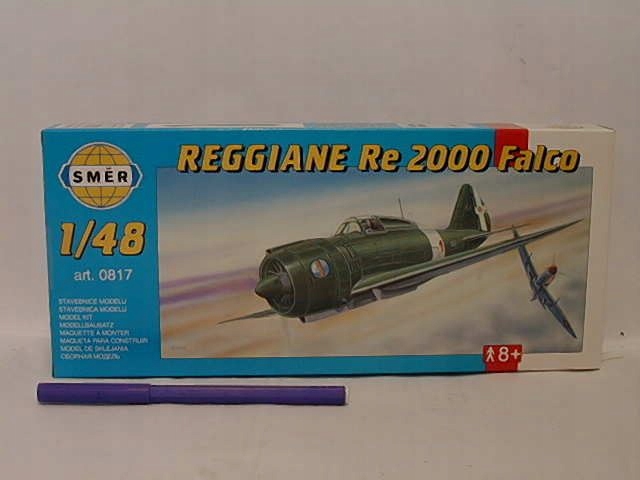 SMĚR
REGGIANE Re 2000 Falco
1/48
art. 0817
STAVEBNICE MODELU
STAVEBNICA MODELU
MODEL KIT
MODELLBAUSATZ
MAQUETTE A MONTER
MAQUETA PARA CONSTRUIR
MODEL DE SKLEJANIA
СБОРНАЯ МОДЕЛЬ
8+